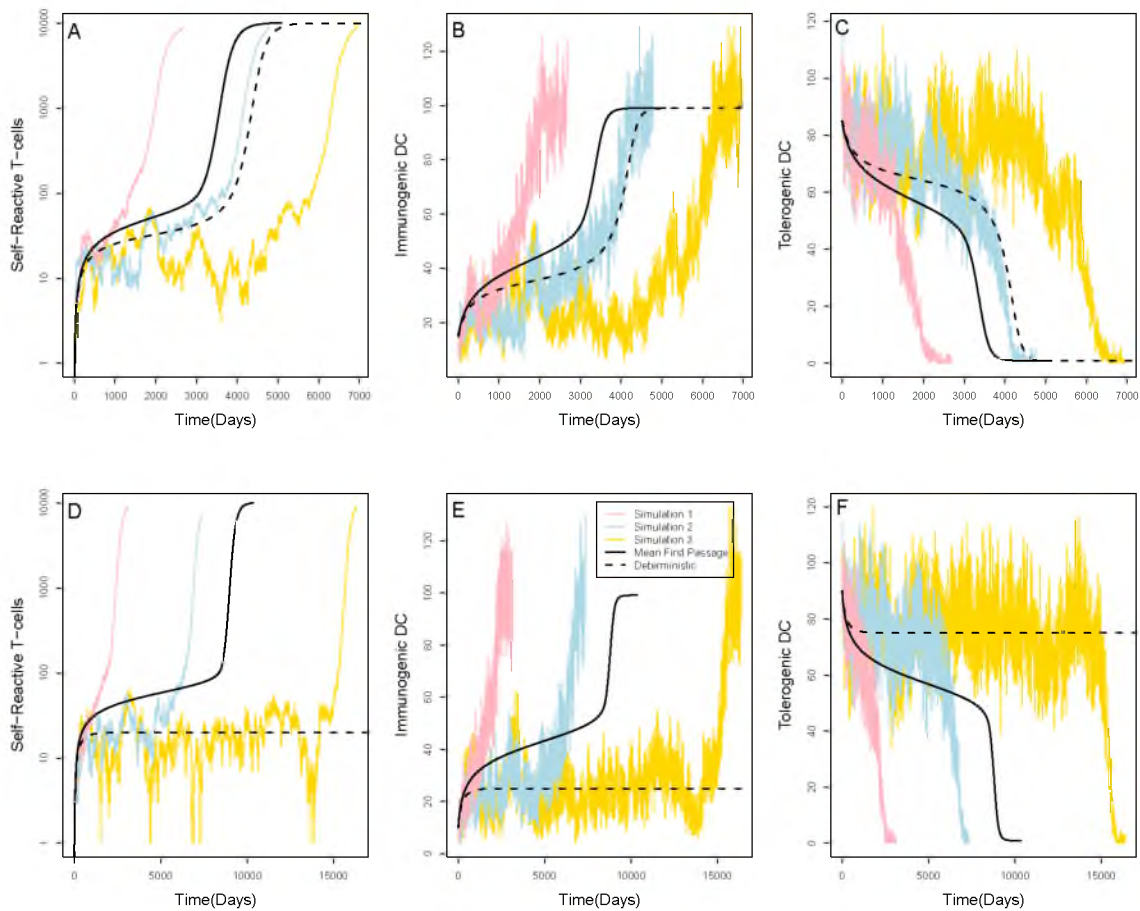 A
Self-Reactive T-cells
10000
1000
100
10
1
0 1000 2000 3000 4000 5000 6000 7000
Time(Days)
B
Immunogenic DC
120
100
80
60
40
20
0 1000 2000 3000 4000 5000 6000 7000
Time(Days)
C
Tolerogenic DC
120
100
80
60
40
20
0
0 1000 2000 3000 4000 5000 6000 7000
Time(Days)
D
Self-Reactive T-cells
10000
1000
100
10
1
0 5000 10000 15000
Time(Days)
E
Immunogenic DC
120
100
80
60
40
20
0
0 5000 10000 15000
Time(Days)
Simulation 1
Simulation 2
Simulation 3
Mean First Passage
Deterministic
F
Tolerogenic DC
120
100
80
60
40
20
0
0 5000 10000 15000
Time(Days)